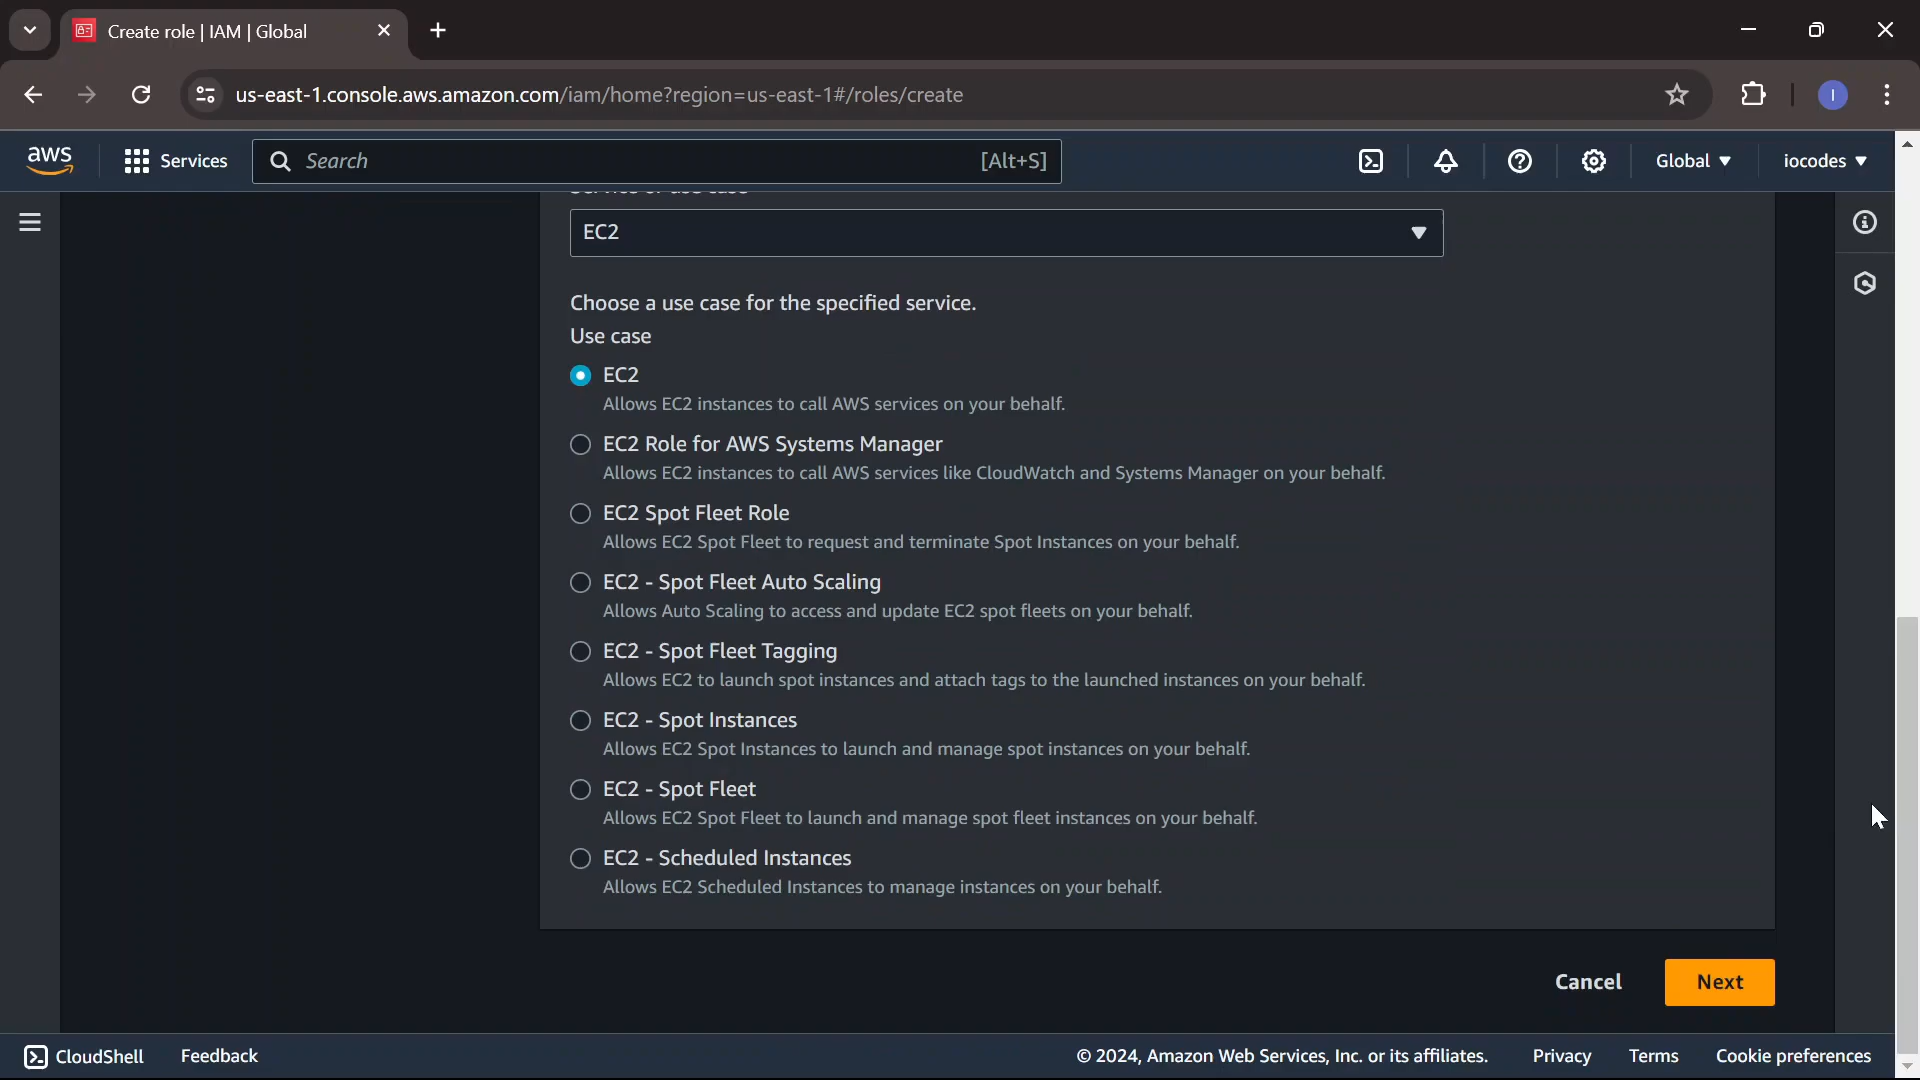 Create role | IAM | Global
us-east-1.console.aws.amazon.com/iam/home?region=us-east-1#/roles/create
I
aws
Services
Search
[Alt+S]
Global
iocodes
Service or use case
EC2
Choose a use case for the specified service.
Use case
EC2
Allows EC2 instances to call AWS services on your behalf.
EC2 Role for AWS Systems Manager
Allows EC2 instances to call AWS services like CloudWatch and Systems Manager on your behalf.
EC2 Spot Fleet Role
Allows EC2 Spot Fleet to request and terminate Spot Instances on your behalf.
EC2 - Spot Fleet Auto Scaling
Allows Auto Scaling to access and update EC2 spot fleets on your behalf.
EC2 - Spot Fleet Tagging
Allows EC2 to launch spot instances and attach tags to the launched instances on your behalf.
EC2 - Spot Instances
Allows EC2 Spot Instances to launch and manage spot instances on your behalf.
EC2 - Spot Fleet
Allows EC2 Spot Fleet to launch and manage spot fleet instances on your behalf.
EC2 - Scheduled Instances
Allows EC2 Scheduled Instances to manage instances on your behalf.
Cancel
Next
CloudShell
Feedback
© 2024, Amazon Web Services, Inc. or its affiliates.
Privacy
Terms
Cookie preferences